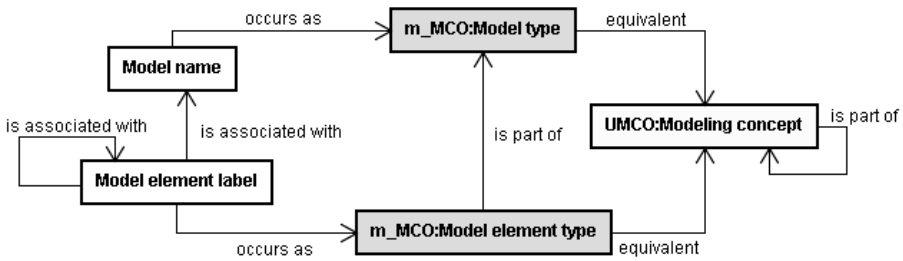 occurs as
equivalent
m_MCO:Model type
Model name
is associated with
is associated with
is part of
UMCO:Modeling concept
is part of
Model element label
m_MCO:Model element type
occurs as
equivalent